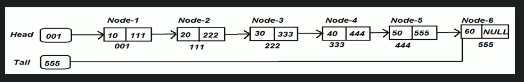 Node-1 Node-2 Node-3 Node-4 Node-5 Node-6
Head 001 10 111 20 222 30 333 40 444 50 555 60 NULL
001 111 222 333 444 555
Tail 555